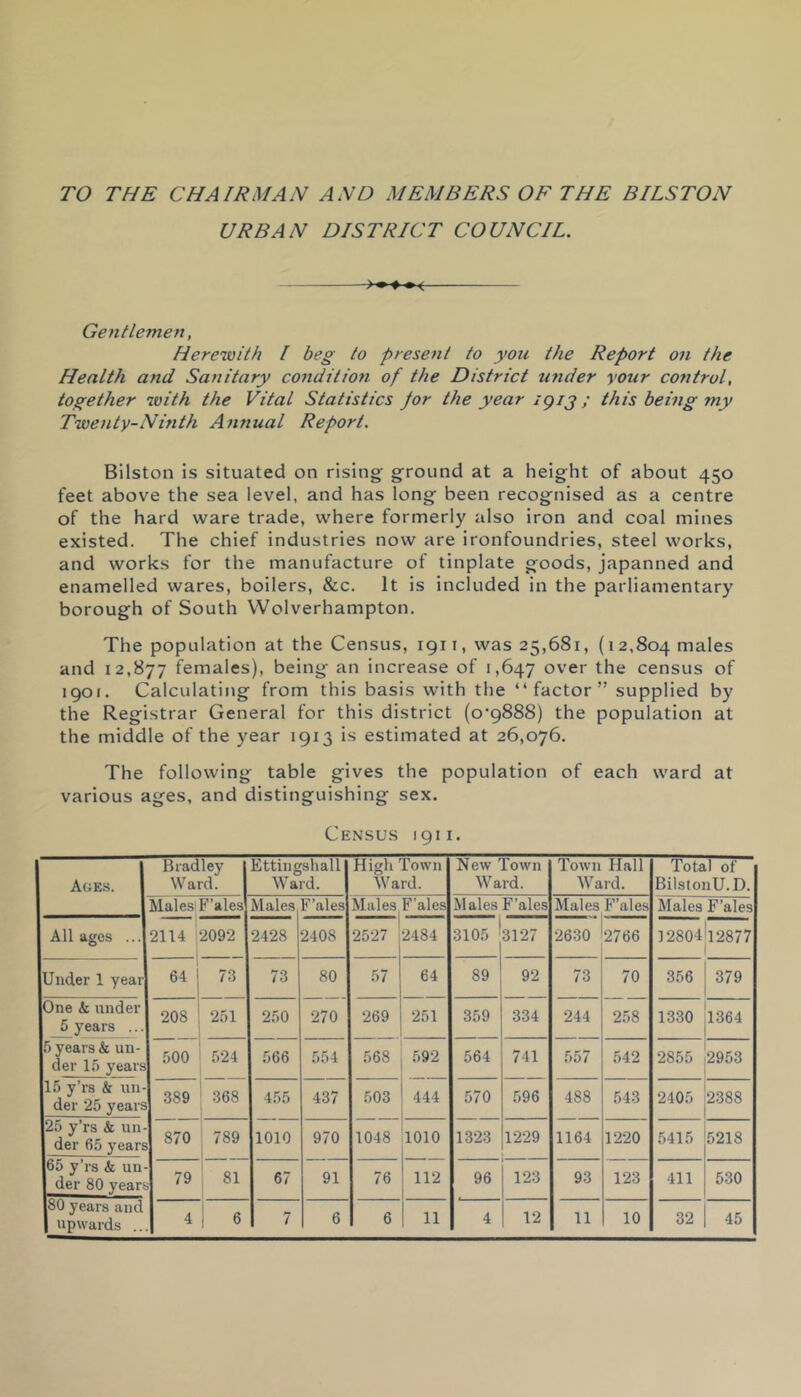 TO THE CHAIRMAN AND MEMBERS OF THE BILSTON
URBAN DISTRICT COUNCIL.
Gentlemen,
Herewith I beg to present to you the Report on the
Health and Sanitary condition of the District under your control,
together with the Vital Statistics for the year 1913; this being my
Twenty-Ninth Annual Report.
Bilston is situated on rising ground at a height of about 450
feet above the sea level, and has long been recognised as a centre
of the hard ware trade, where formerly also iron and coal mines
existed. The chief industries now are ironfoundries, steel works,
and works for the manufacture of tinplate goods, japanned and
enamelled wares, boilers, &c. It is included in the parliamentary
borough of South Wolverhampton.
The population at the Census, 1911, was 25,681, (12,804 males
and 12,877 females), being an increase of 1,647 over the census of
1901. Calculating from this basis with the "factor" supplied by
the Registrar General for this district (0·9888) the population at
the middle of the year 1913 is estimated at 26,076.
The following table gives the population of each ward at
various ages, and distinguishing sex.
CENSUS 1911.
AGES. Bradley Ward. Ettingshall Ward. High Town Ward. New Town Ward. Town Hall Ward. Total of Bilston U.D.
Males F'ales Males F'ales Males F'ales Males F'ales Males F'ales Males F'ales
All ages ... 2114 2092 2428 2408 2527 2484 3105 3127 2630 2766 12804 12877
Under 1 year 64 73 73 80 57 64 89 92 73 70 356 379
One & under 5 years ... 208 251 250 270 269 251 359 334 244 258 1330 1364
5 years & under 15 years 500 524 566 554 568 592 564 741 557 542 2855 2953
15 y'rs & under 25 years 389 368 455 437 503 444 570 596 488 543 2405 2388
25 y'rs & under 65 years 870 789 1010 970 1048 1010 1323 1229 1164 1220 5415 5218
65 y'rs & under 80 years 79 81 67 91 76 112 96 123 93 123 411 530
80 years and upwards ... 4 6 7 6 6 11 4 12 11 10 32 45